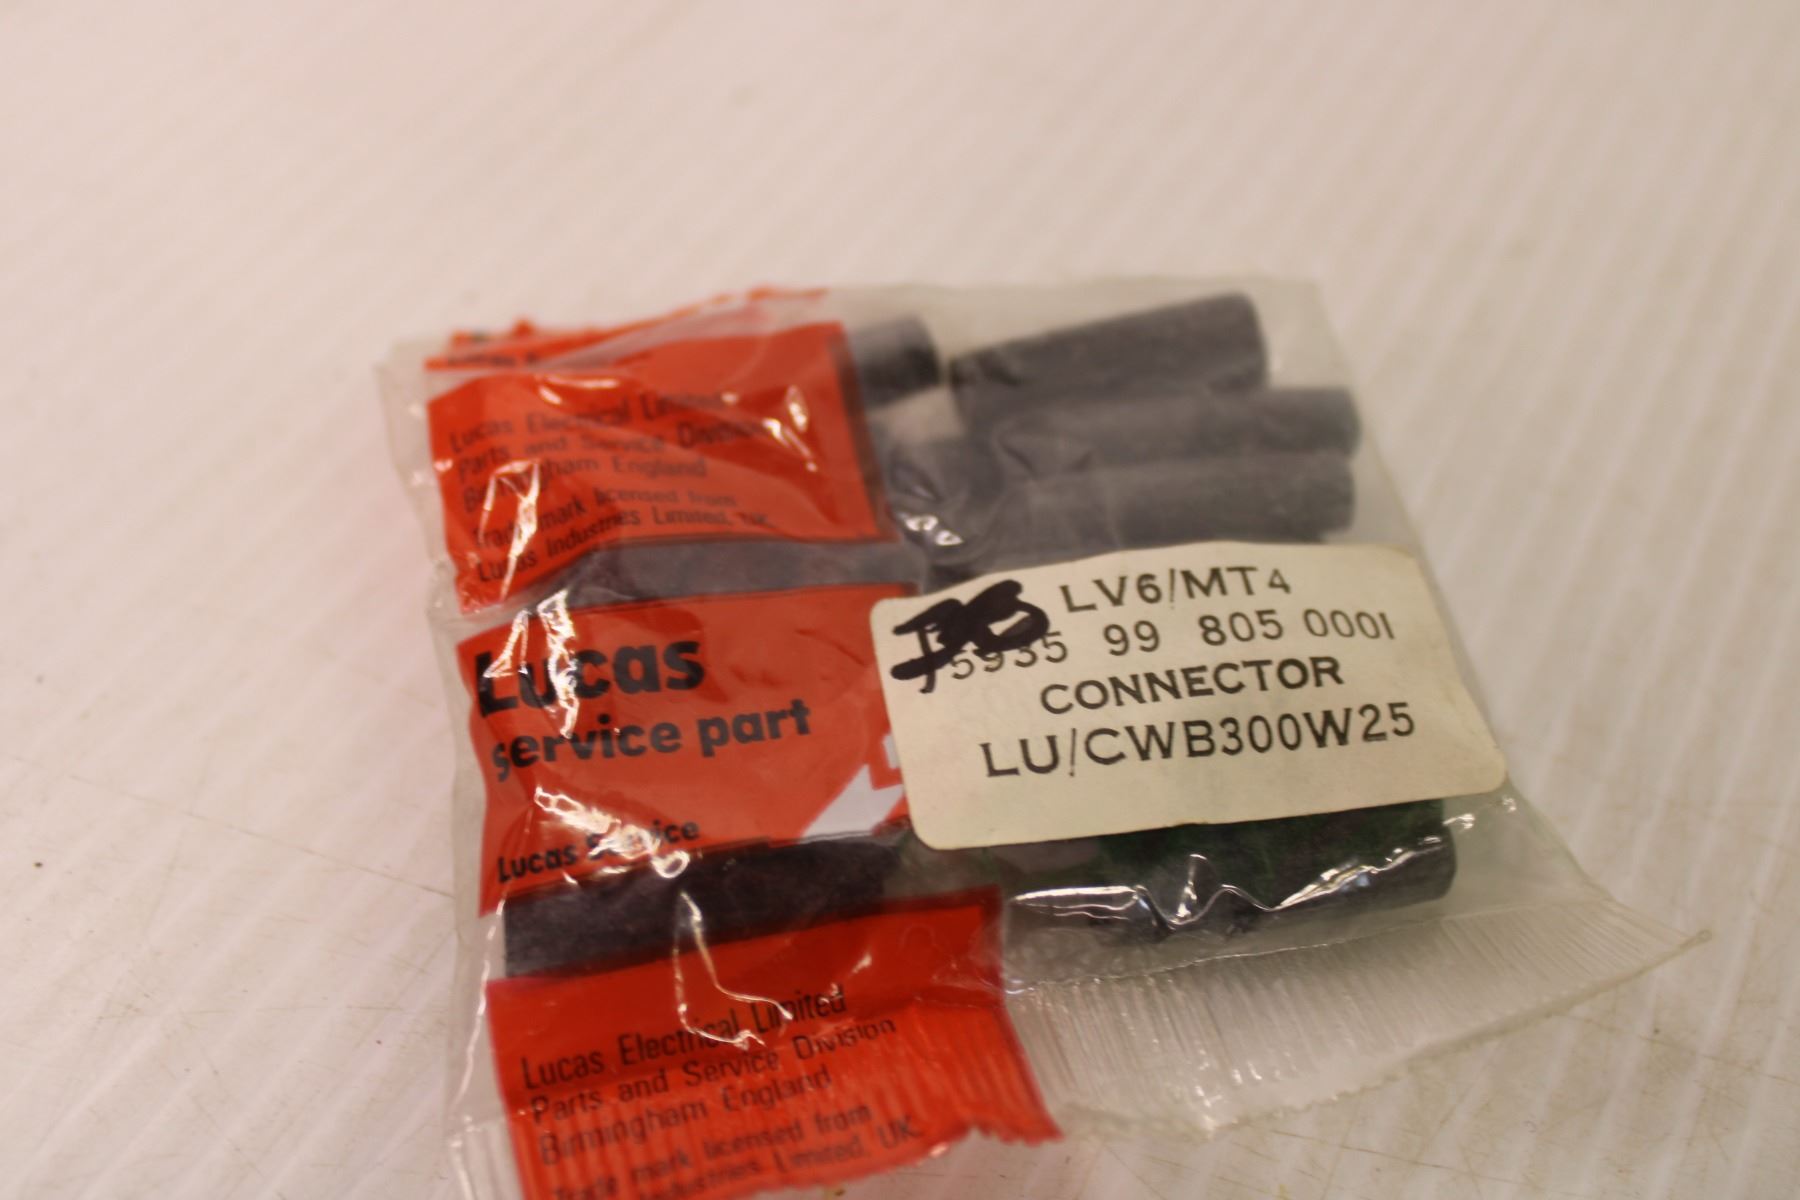 Lucas Electrical Limited
Parts and Service Division
Birmingham England
Trade mark licensed from
Lucas Industries Limited, UK.
Lucas
service part
Lucas Service
LV6/MT4
5935 99 805 0001
CONNECTOR
LU/CWB300W25
Lucas Electrical Limited
Parts and Service Division
Birmingham England
Trade mark licensed from
Industries Limited, UK.